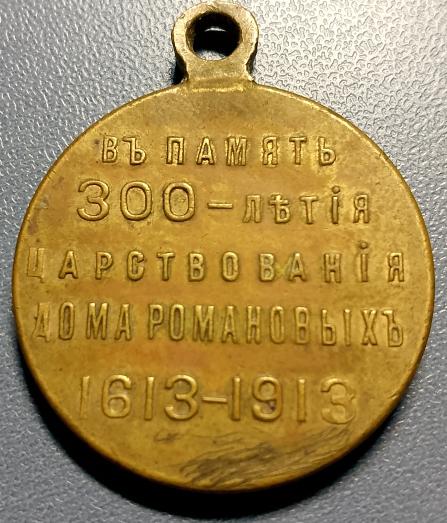 ВЪ ПАМЯТЬ
300-ЛѢТІЯ
ЦАРСТВОВАНІЯ
ДОМА РОМАНОВЫХЪ
1613-1913